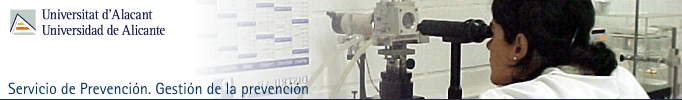 Universitat d'Alacant
Universidad de Alicante
Servicio de Prevención. Gestión de la prevención